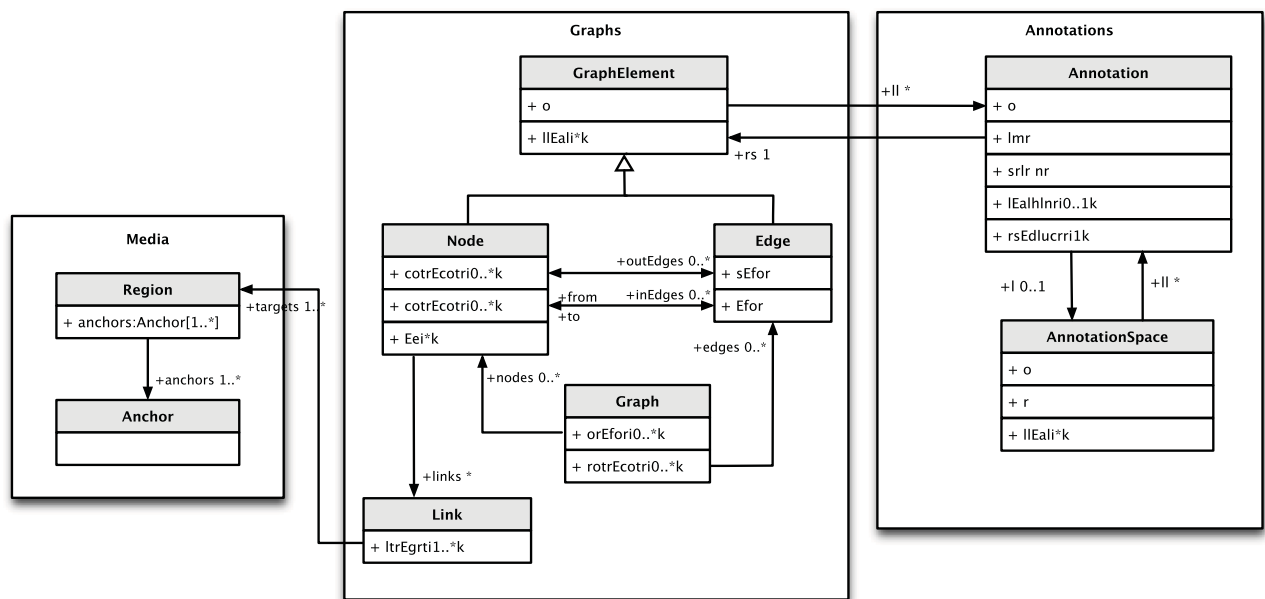 Graphs
GraphElement
+ o
+ llEali*k
Node
+ cotrEcotri0..*k
+ cotrEcotri0..*k
+ Eei*k
Edge
+ sEfor
+ Efor
+outEdges 0..*
+from
+inEdges 0..*
+to
+edges 0..*
+nodes 0..*
Graph
+ orEfori0..*k
+ rotrEcotri0..*k
+links *
Link
+ ltrEgrti1..*k
Media
Region
+ anchors:Anchor[1..*]
+targets 1..*
+anchors 1..*
Anchor
Annotations
+ll *
+rs 1
Annotation
+ o
+ lmr
+ srlr nr
+ lEalhlnri0..1k
+ rsEdlucrri1k
+l 0..1
+ll *
AnnotationSpace
+ o
+ r
+ llEali*k